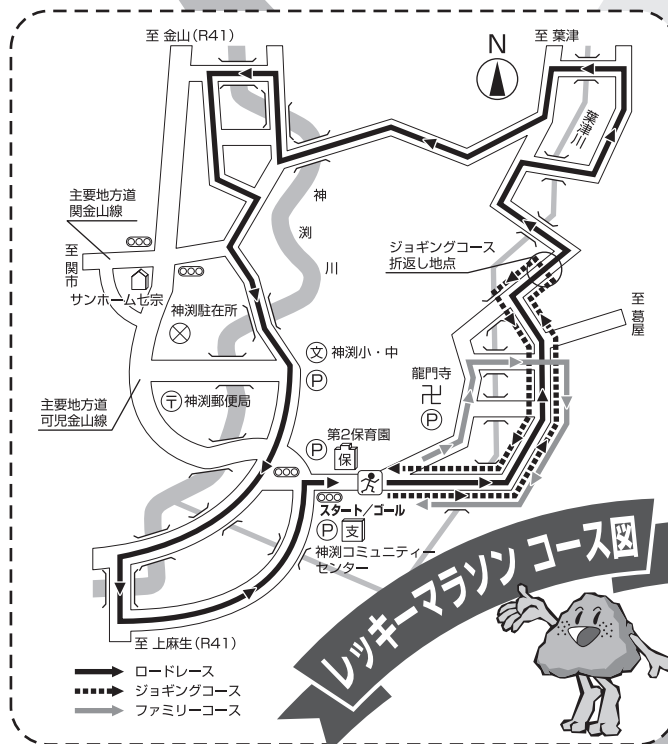 至 金山(R41)
至 葉津
N
葉津川
主要地方道
関金山線
神渕川
至関市
ジョギングコース
折返し地点
サンホーム七宗
至葛屋
神渕駐在所
文 神渕小・中
P
龍門寺
卍
P
主要地方道
可児金山線
〒 神渕郵便局
第2保育園
P
保
スタート/ゴール
P 支
神渕コミュニティー
センター
至 上麻生(R41)
レッキーマラソン コース図
ロードレース
ジョギングコース
ファミリーコース